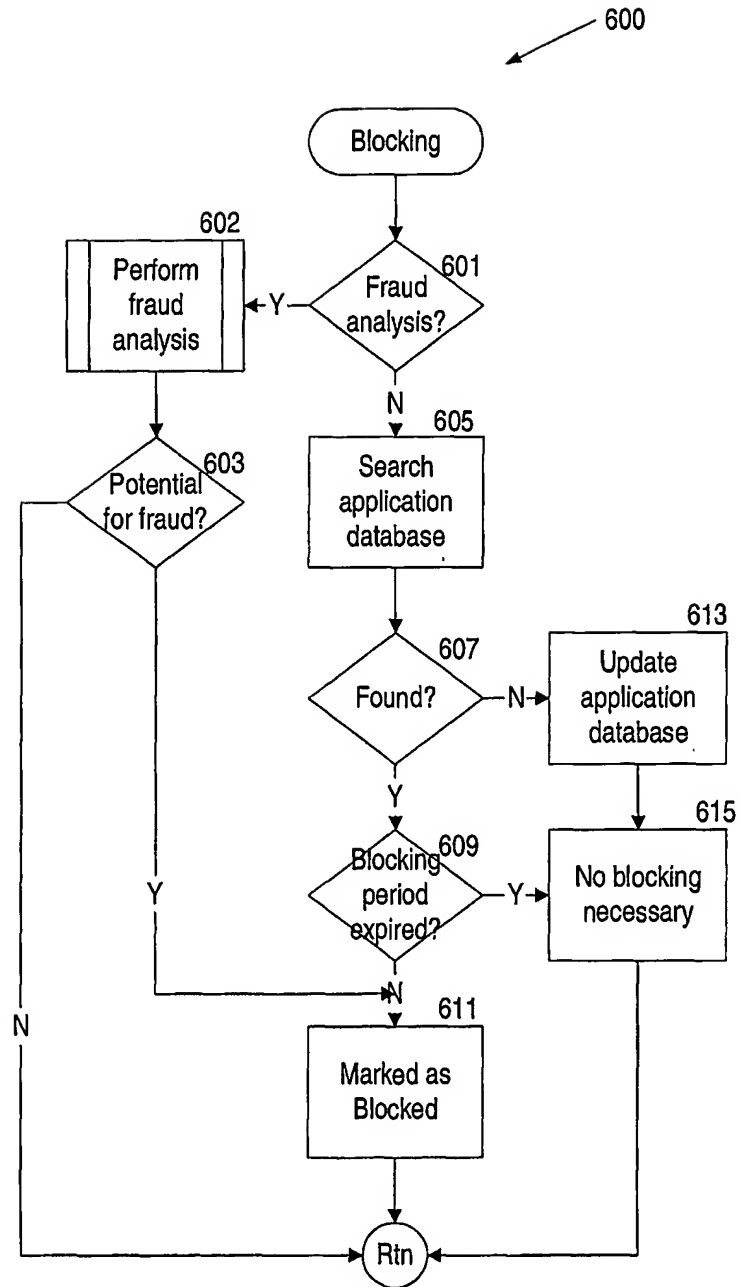 600
Blocking
602
Perform
fraud
analysis
Y
601
Fraud
analysis?
N
603
Potential
for fraud?
605
Search
application
database
607
Found?
N
613
Update
application
database
Y
609
Blocking
period
expired?
Y
615
No blocking
necessary
Y
N
N
611
Marked as
Blocked
Rtn